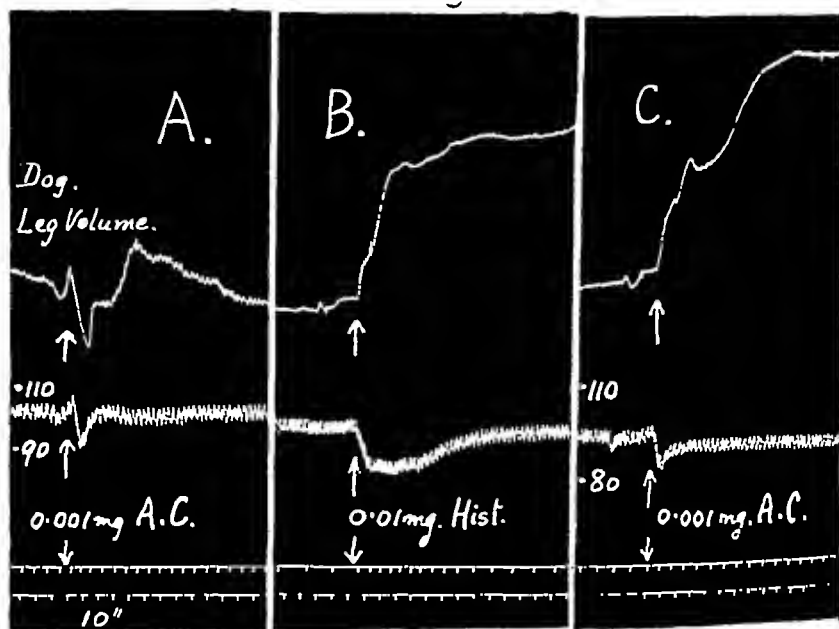 A.
B.
C.
Dog.
Leg Volume.
110
90
110
80
0.001 mg A.C.
0.01 mg. Hist.
0.001 mg. A.C.
10"